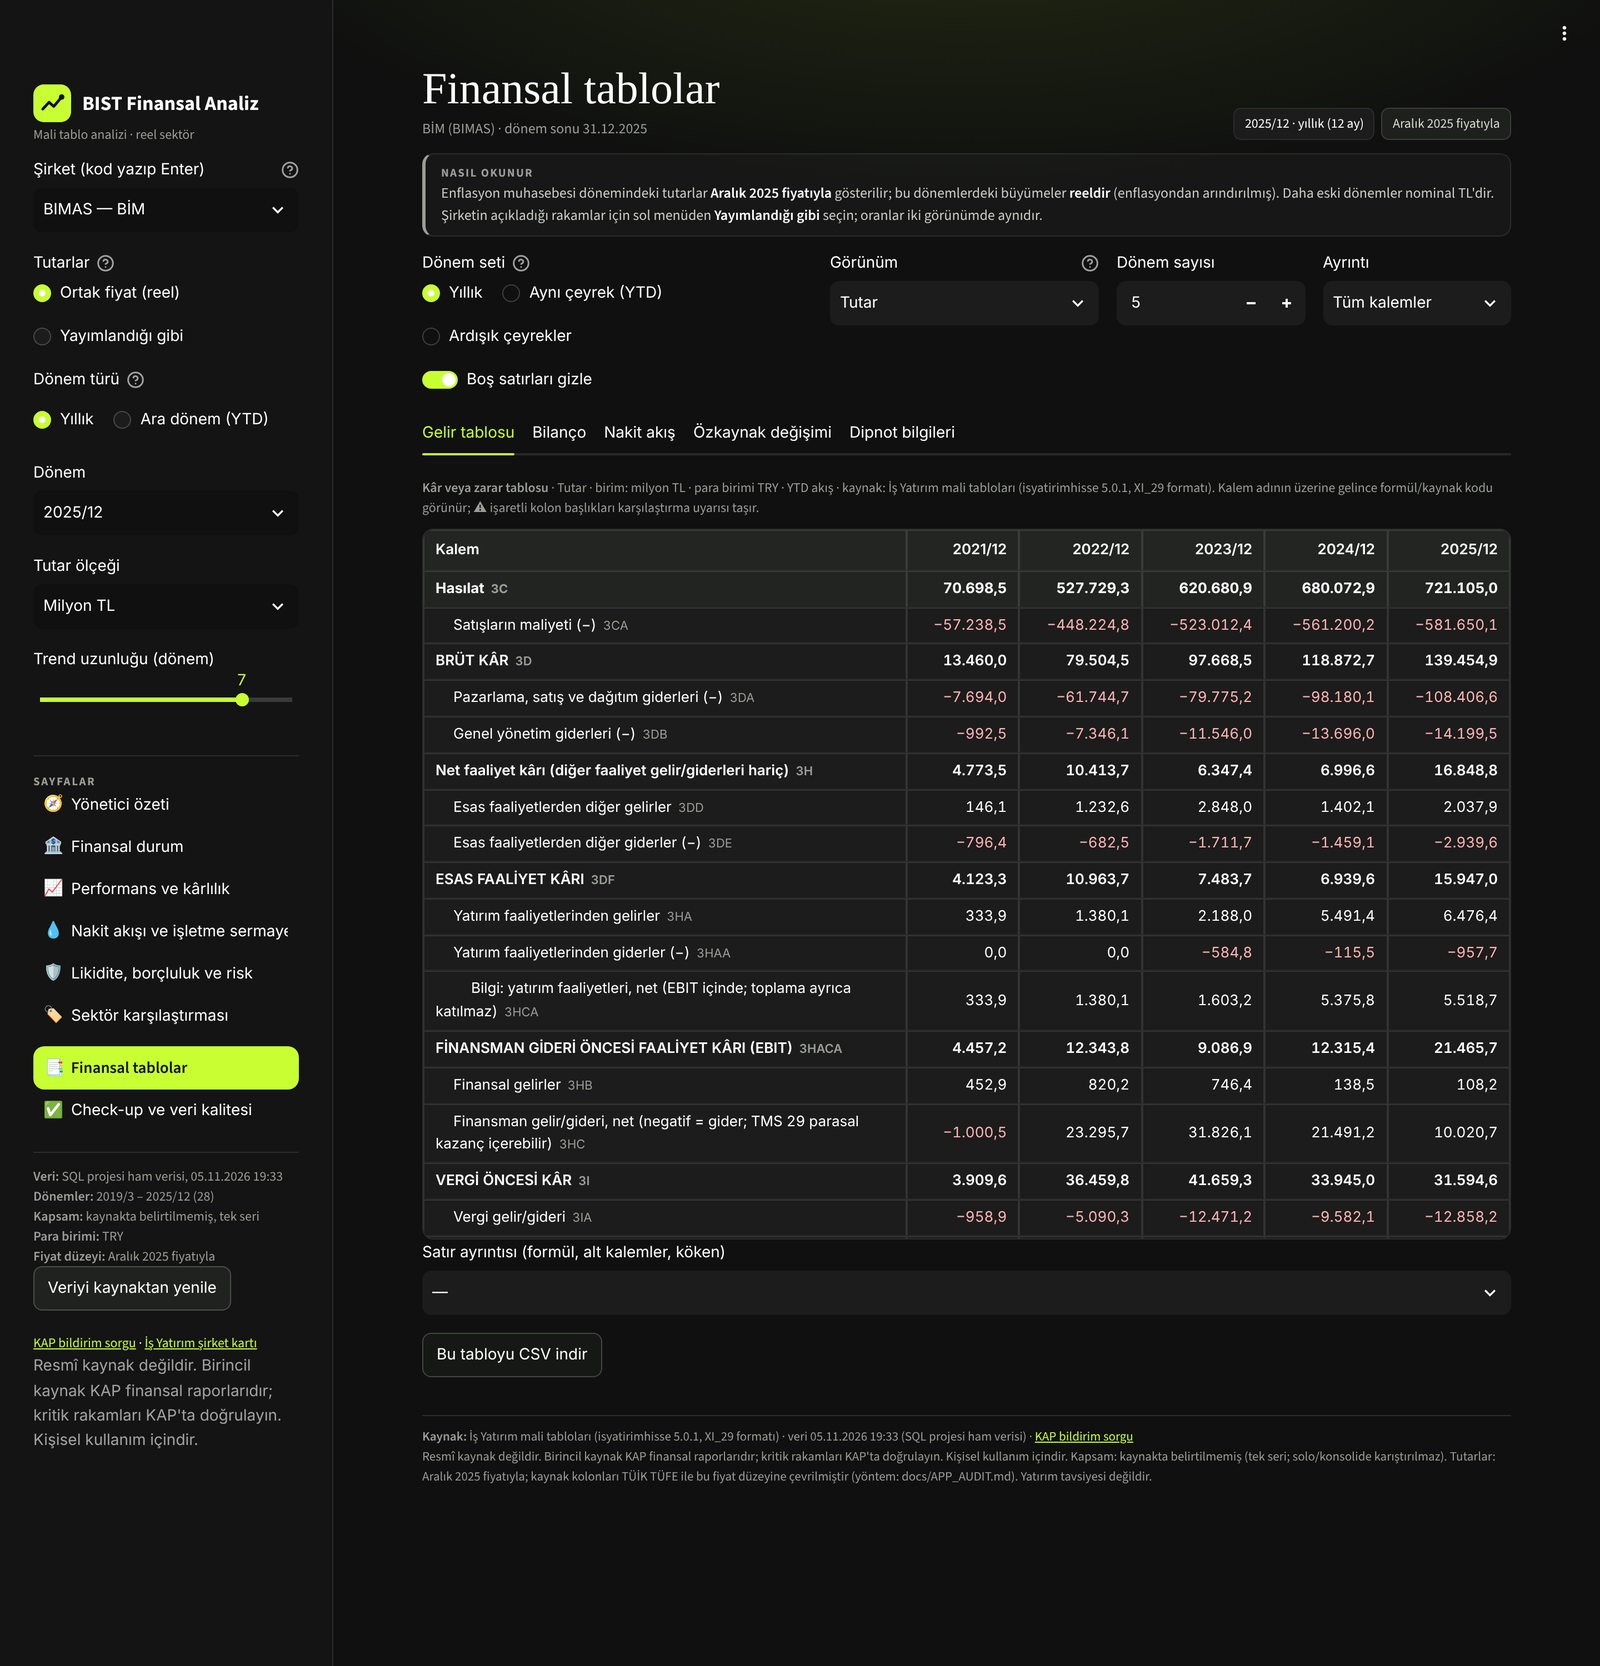 BIST Finansal Analiz
Mali tablo analizi · reel sektör
Şirket (kod yazıp Enter)
BIMAS — BİM
Tutarlar
Ortak fiyat (reel)
Yayımlandığı gibi
Dönem türü
Yıllık Ara dönem (YTD)
Dönem
2025/12
Tutar ölçeği
Milyon TL
Trend uzunluğu (dönem)
7
SAYFALAR
Yönetici özeti
Finansal durum
Performans ve kârlılık
Nakit akışı ve işletme sermaye
Likidite, borçluluk ve risk
Sektör karşılaştırması
Finansal tablolar
Check-up ve veri kalitesi
Veri: SQL projesi ham verisi, 05.11.2026 19:33
Dönemler: 2019/3 – 2025/12 (28)
Kapsam: kaynakta belirtilmemiş, tek seri
Para birimi: TRY
Fiyat düzeyi: Aralık 2025 fiyatıyla
Veriyi kaynaktan yenile
KAP bildirim sorgu · İş Yatırım şirket kartı
Resmî kaynak değildir. Birincil
kaynak KAP finansal raporlarıdır;
kritik rakamları KAP'ta doğrulayın.
Kişisel kullanım içindir.
Finansal tablolar
BİM (BIMAS) · dönem sonu 31.12.2025
2025/12 · yıllık (12 ay) Aralık 2025 fiyatıyla
NASIL OKUNUR
Enflasyon muhasebesi dönemindeki tutarlar Aralık 2025 fiyatıyla gösterilir; bu dönemlerdeki büyümeler reeldir (enflasyondan arındırılmış). Daha eski dönemler nominal TL'dir.
Şirketin açıkladığı rakamlar için sol menüden Yayımlandığı gibi seçin; oranlar iki görünümde aynıdır.
Dönem seti Görünüm Dönem sayısı Ayrıntı
Yıllık Aynı çeyrek (YTD) Tutar 5 − + Tüm kalemler
Ardışık çeyrekler
Boş satırları gizle
Gelir tablosu Bilanço Nakit akış Özkaynak değişimi Dipnot bilgileri
Kâr veya zarar tablosu · Tutar · birim: milyon TL · para birimi TRY · YTD akış · kaynak: İş Yatırım mali tabloları (isyatirimhisse 5.0.1, XI_29 formatı). Kalem adının üzerine gelince formül/kaynak kodu
görünür; ⚠ işaretli kolon başlıkları karşılaştırma uyarısı taşır.
Kalem 2021/12 2022/12 2023/12 2024/12 2025/12
Hasılat 3C 70.698,5 527.729,3 620.680,9 680.072,9 721.105,0
Satışların maliyeti (−) 3CA −57.238,5 −448.224,8 −523.012,4 −561.200,2 −581.650,1
BRÜT KÂR 3D 13.460,0 79.504,5 97.668,5 118.872,7 139.454,9
Pazarlama, satış ve dağıtım giderleri (−) 3DA −7.694,0 −61.744,7 −79.775,2 −98.180,1 −108.406,6
Genel yönetim giderleri (−) 3DB −992,5 −7.346,1 −11.546,0 −13.696,0 −14.199,5
Net faaliyet kârı (diğer faaliyet gelir/giderleri hariç) 3H 4.773,5 10.413,7 6.347,4 6.996,6 16.848,8
Esas faaliyetlerden diğer gelirler 3DD 146,1 1.232,6 2.848,0 1.402,1 2.037,9
Esas faaliyetlerden diğer giderler (−) 3DE −796,4 −682,5 −1.711,7 −1.459,1 −2.939,6
ESAS FAALİYET KÂRI 3DF 4.123,3 10.963,7 7.483,7 6.939,6 15.947,0
Yatırım faaliyetlerinden gelirler 3HA 333,9 1.380,1 2.188,0 5.491,4 6.476,4
Yatırım faaliyetlerinden giderler (−) 3HAA 0,0 0,0 −584,8 −115,5 −957,7
Bilgi: yatırım faaliyetleri, net (EBIT içinde; toplama ayrıca
katılmaz) 3HCA 333,9 1.380,1 1.603,2 5.375,8 5.518,7
FİNANSMAN GİDERİ ÖNCESİ FAALİYET KÂRI (EBIT) 3HACA 4.457,2 12.343,8 9.086,9 12.315,4 21.465,7
Finansal gelirler 3HB 452,9 820,2 746,4 138,5 108,2
Finansman gelir/gideri, net (negatif = gider; TMS 29 parasal
kazanç içerebilir) 3HC −1.000,5 23.295,7 31.826,1 21.491,2 10.020,7
VERGİ ÖNCESİ KÂR 3I 3.909,6 36.459,8 41.659,3 33.945,0 31.594,6
Vergi gelir/gideri 3IA −958,9 −5.090,3 −12.471,2 −9.582,1 −12.858,2
Satır ayrıntısı (formül, alt kalemler, köken)
—
Bu tabloyu CSV indir
Kaynak: İş Yatırım mali tabloları (isyatirimhisse 5.0.1, XI_29 formatı) · veri 05.11.2026 19:33 (SQL projesi ham verisi) · KAP bildirim sorgu
Resmî kaynak değildir. Birincil kaynak KAP finansal raporlarıdır; kritik rakamları KAP'ta doğrulayın. Kişisel kullanım içindir. Kapsam: kaynakta belirtilmemiş (tek seri; solo/konsolide karıştırılmaz). Tutarlar:
Aralık 2025 fiyatıyla; kaynak kolonları TÜİK TÜFE ile bu fiyat düzeyine çevrilmiştir (yöntem: docs/APP_AUDIT.md). Yatırım tavsiyesi değildir.